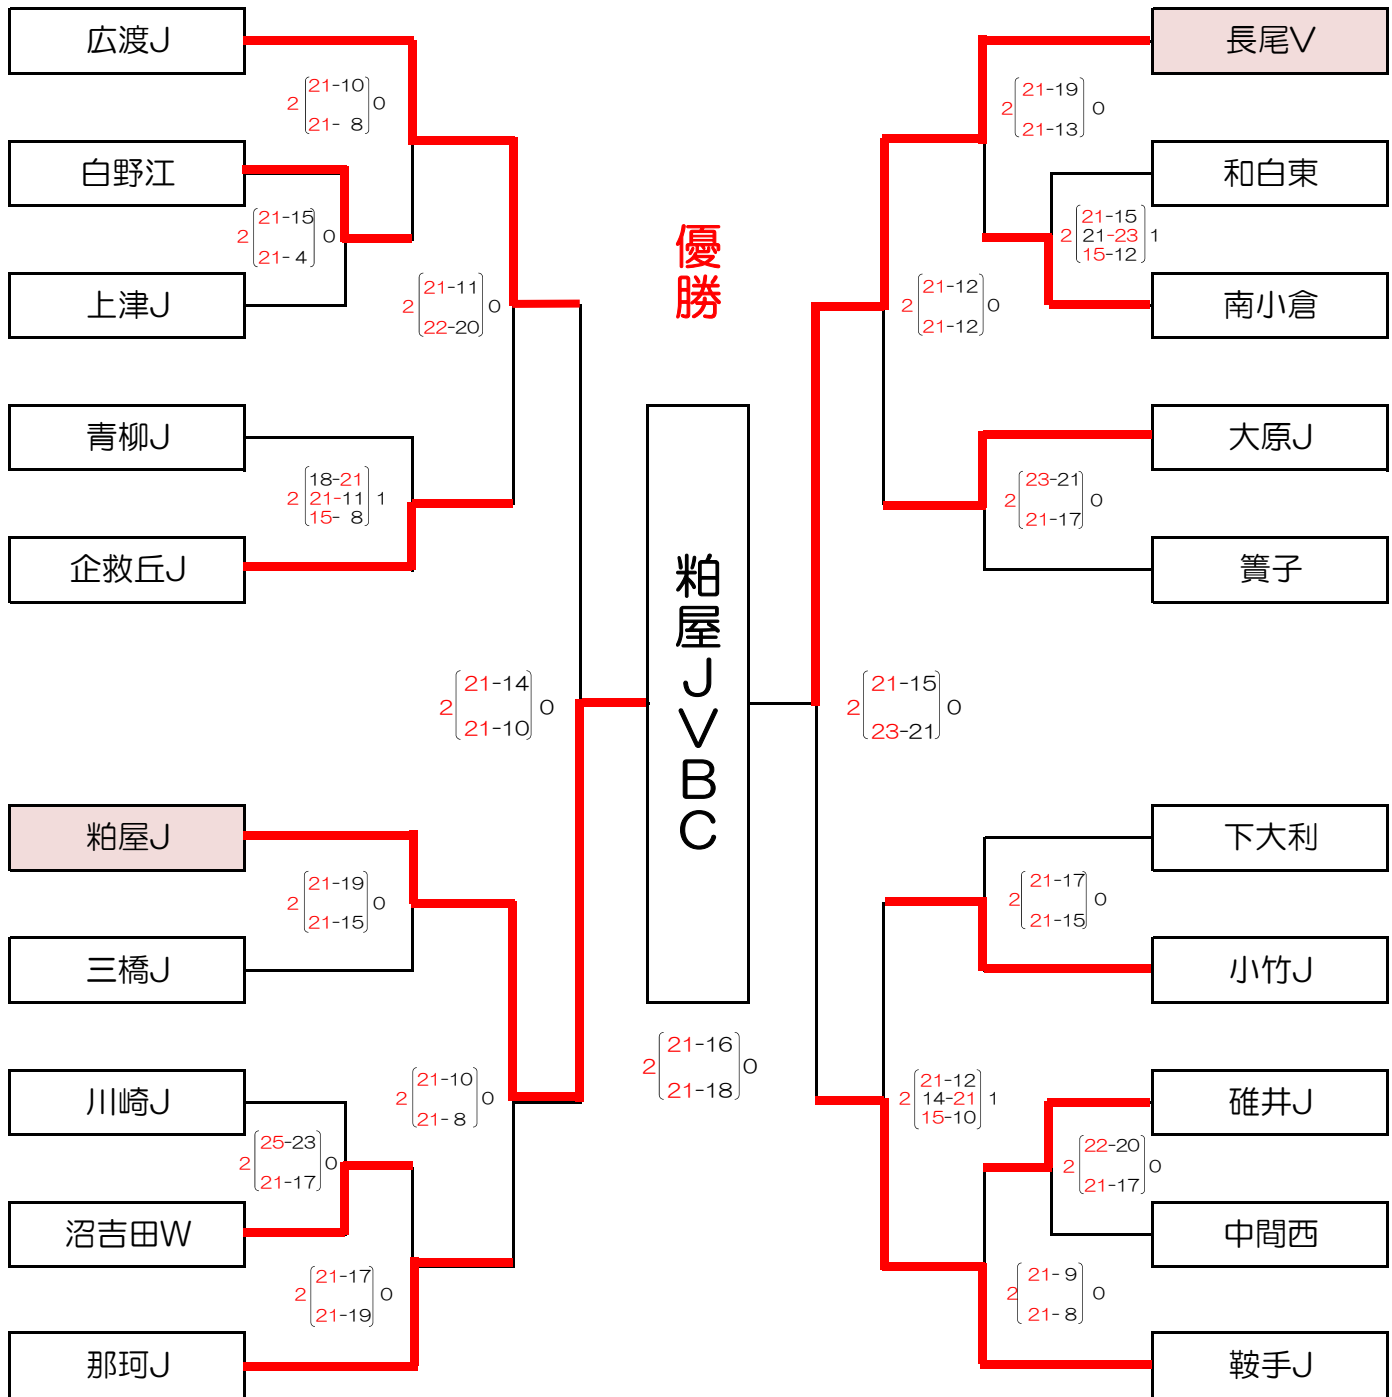 広渡J
2 21-10 0
21- 8
白野江
2 21-15 0
21- 4
上津J
2 21-11 0
22-20
青柳J
18-21
2 21-11 1
15- 8
企救丘J
2 21-14 0
21-10
粕屋J
2 21-19 0
21-15
三橋J
川崎J
2 21-10 0
21- 8
2 25-23 0
21-17
沼吉田W
2 21-17 0
21-19
那珂J
優勝
粕屋JVBC
2 21-16 0
21-18
長尾V
2 21-19 0
21-13
和白東
21-15
2 21-23 1
15-12
南小倉
2 21-12 0
21-12
大原J
2 23-21 0
21-17
簀子
2 21-15 0
23-21
下大利
2 21-17 0
21-15
小竹J
21-12
2 14-21 1
15-10
碓井J
2 22-20 0
21-17
中間西
2 21- 9 0
21- 8
鞍手J